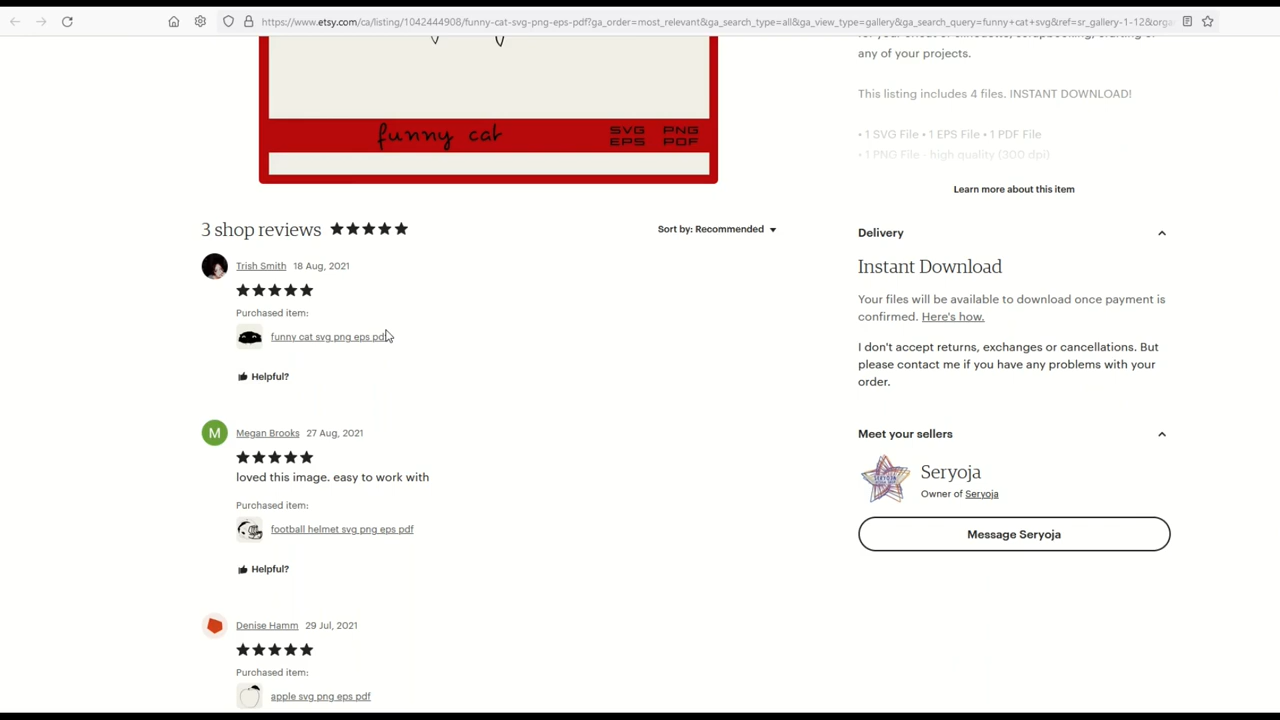 https://www.etsy.com/ca/listing/1042444908/funny-cat-svg-png-eps-pdf?ga_order=most_relevant&ga_search_type=all&ga_view_type=gallery&ga_search_query=funny+cat+svg&ref=sr_gallery-1-12&orga
any of your projects.
This listing includes 4 files. INSTANT DOWNLOAD!
• 1 SVG File • 1 EPS File • 1 PDF File
• 1 PNG File - high quality (300 dpi)
Learn more about this item
funny cat
SVG PNG
EPS PDF
3 shop reviews
Sort by: Recommended
Trish Smith 18 Aug, 2021
Purchased item:
funny cat svg png eps pdf
Helpful?
M
Megan Brooks 27 Aug, 2021
loved this image. easy to work with
Purchased item:
football helmet svg png eps pdf
Helpful?
Denise Hamm 29 Jul, 2021
Purchased item:
apple svg png eps pdf
Delivery
Instant Download
Your files will be available to download once payment is
confirmed. Here's how.
I don't accept returns, exchanges or cancellations. But
please contact me if you have any problems with your
order.
Meet your sellers
Seryoja
Owner of Seryoja
Message Seryoja